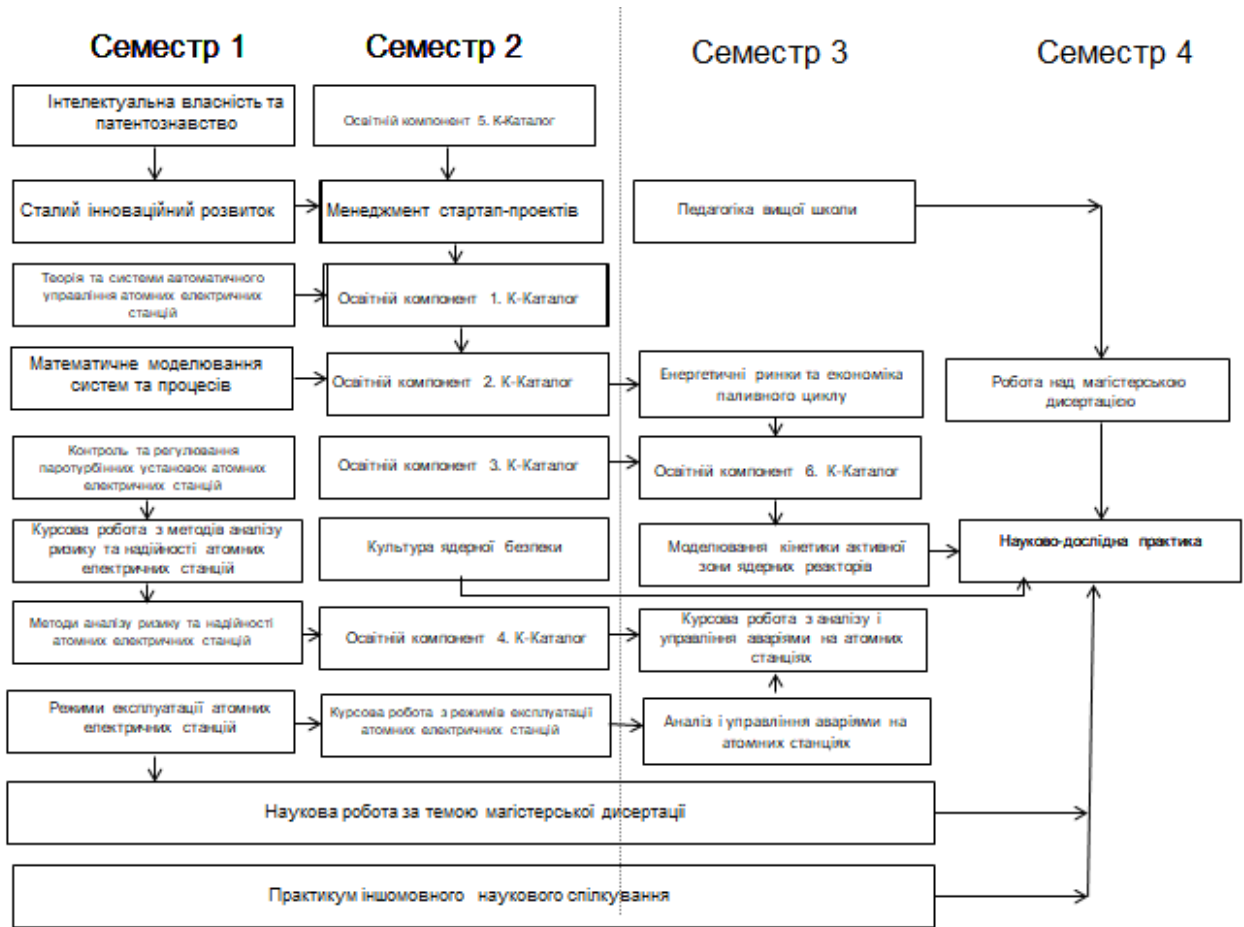 Семестр 1
Семестр 2
Семестр 3
Семестр 4
Інтелектуальна власність та
патентознавство
Освітній компонент 5. К-Каталог
Сталий інноваційний розвиток
Менеджмент стартап-проектів
Педагогіка вищої школи
Теорія та системи автоматичного
управління атомних електричних
станцій
Освітній компонент 1. К-Каталог
Математичне моделювання
систем та процесів
Освітній компонент 2. К-Каталог
Енергетичні ринки та економіка
паливного циклу
Робота над магістерською
дисертацією
Контроль та регулювання
паротурбінних установок атомних
електричних станцій
Освітній компонент 3. К-Каталог
Освітній компонент 6. К-Каталог
Курсова робота з методів аналізу
ризику та надійності атомних
електричних станцій
Культура ядерної безпеки
Моделювання кінетики активної
зони ядерних реакторів
Науково-дослідна практика
Методи аналізу ризику та надійності
атомних електричних станцій
Освітній компонент 4. К-Каталог
Курсова робота з аналізу і
управління аваріями на атомних
станціях
Режими експлуатації атомних
електричних станцій
Курсова робота з режимів експлуатації
атомних електричних станцій
Аналіз і управління аваріями на
атомних станціях
Наукова робота за темою магістерської дисертації
Практикум іншомовного наукового спілкування